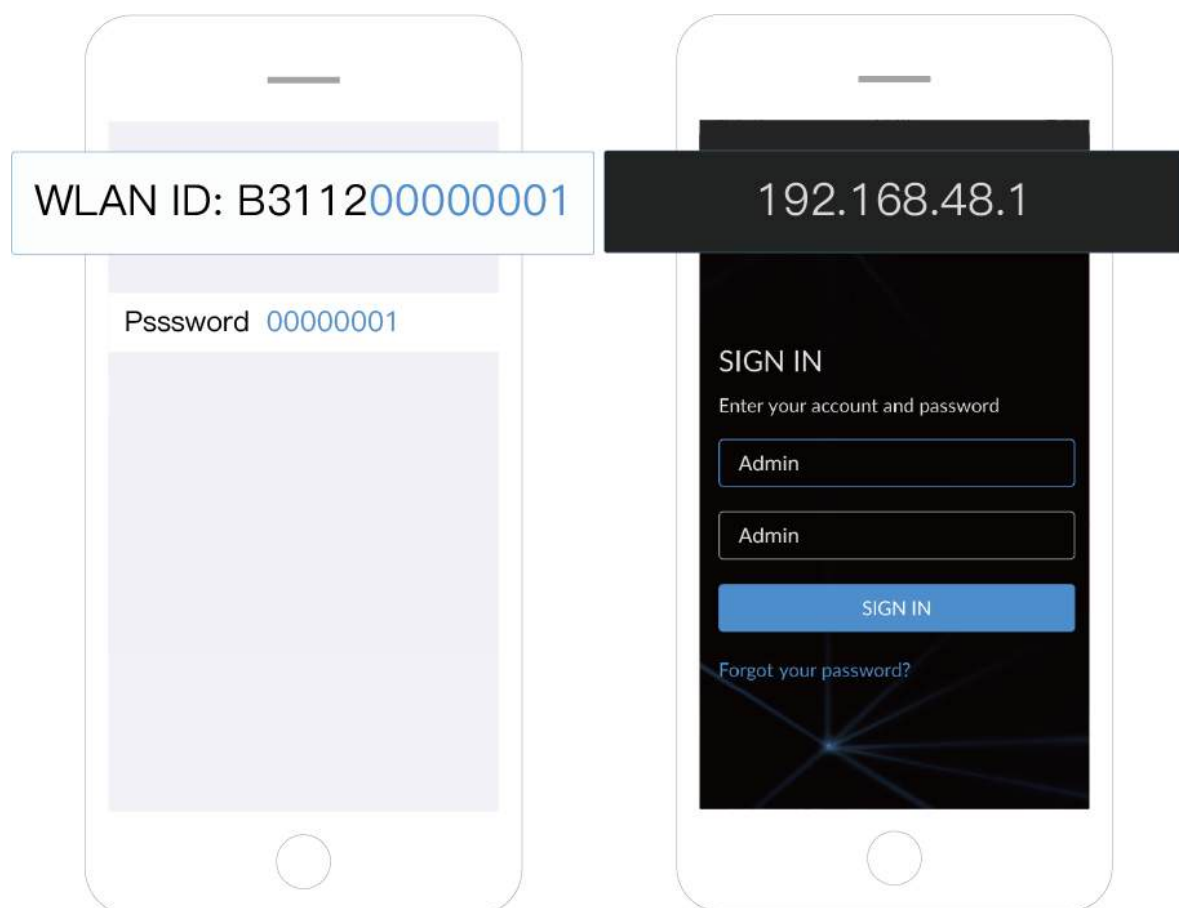 WLAN ID: B311200000001
Psssword 00000001
192.168.48.1
SIGN IN
Enter your account and password
Admin
Admin
SIGN IN
Forgot your password?